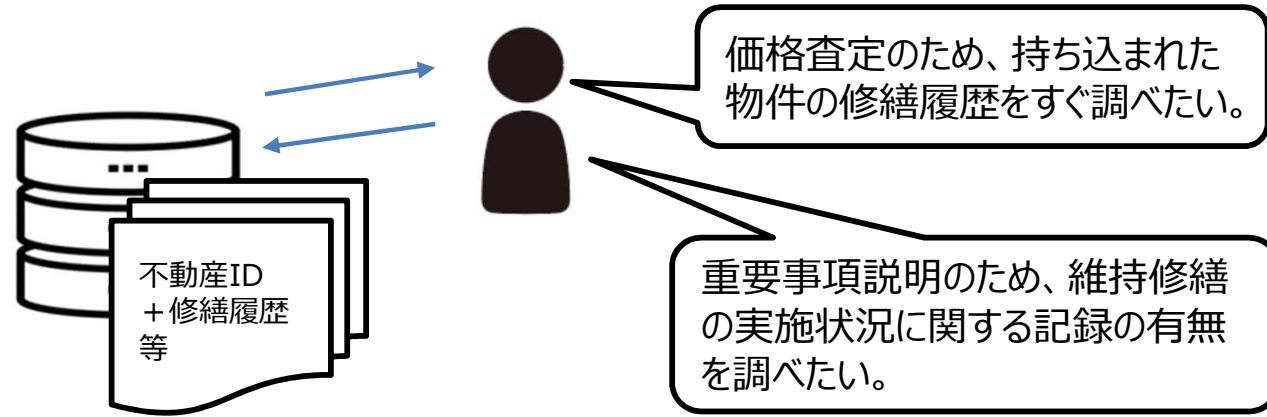 価格査定のため、持ち込まれた
物件の修繕履歴をすぐ調べたい。
不動産ID
＋修繕履歴
等
重要事項説明のため、維持修繕
の実施状況に関する記録の有無
を調べたい。